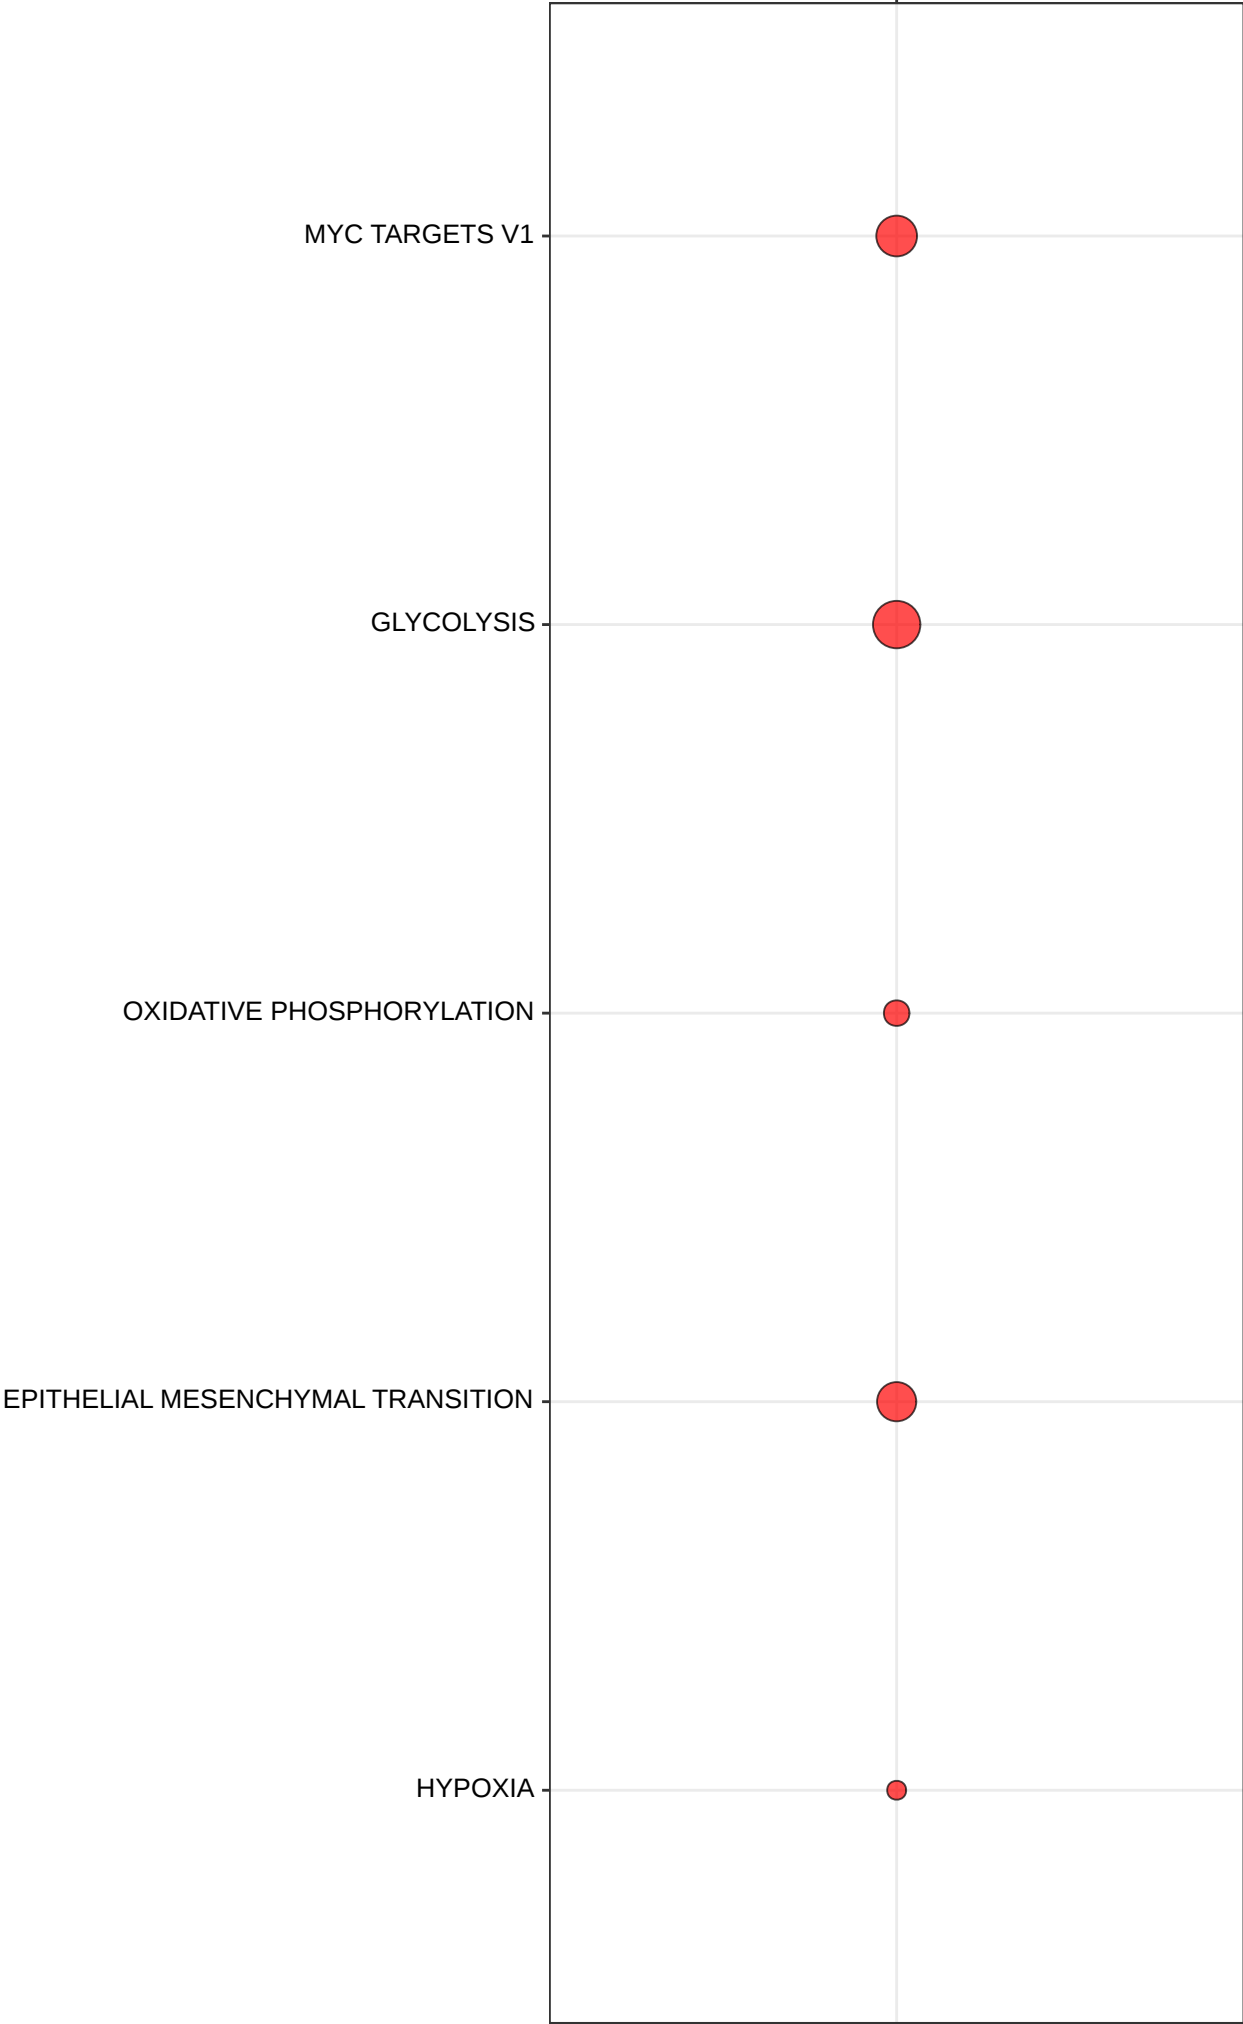 MYC TARGETS V1
GLYCOLYSIS
OXIDATIVE PHOSPHORYLATION
EPITHELIAL MESENCHYMAL TRANSITION
HYPOXIA